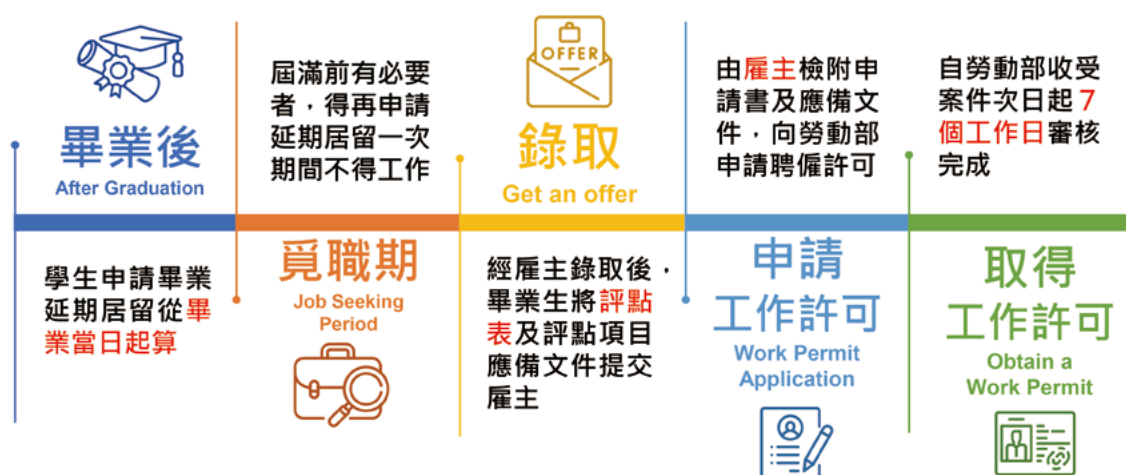 畢業後
After Graduation
學生申請畢業
延期居留從畢
業當日起算
屆滿前有必要
者，得再申請
延期居留一次
期間不得工作
覓職期
Job Seeking
Period
OFFER
錄取
Get an offer
經雇主錄取後，
畢業生將評點
表及評點項目
應備文件提交
雇主
由雇主檢附申
請書及應備文
件，向勞動部
申請聘僱許可
申請
工作許可
Work Permit
Application
自勞動部收受
案件次日起7
個工作日審核
完成
取得
工作許可
Obtain a
Work Permit